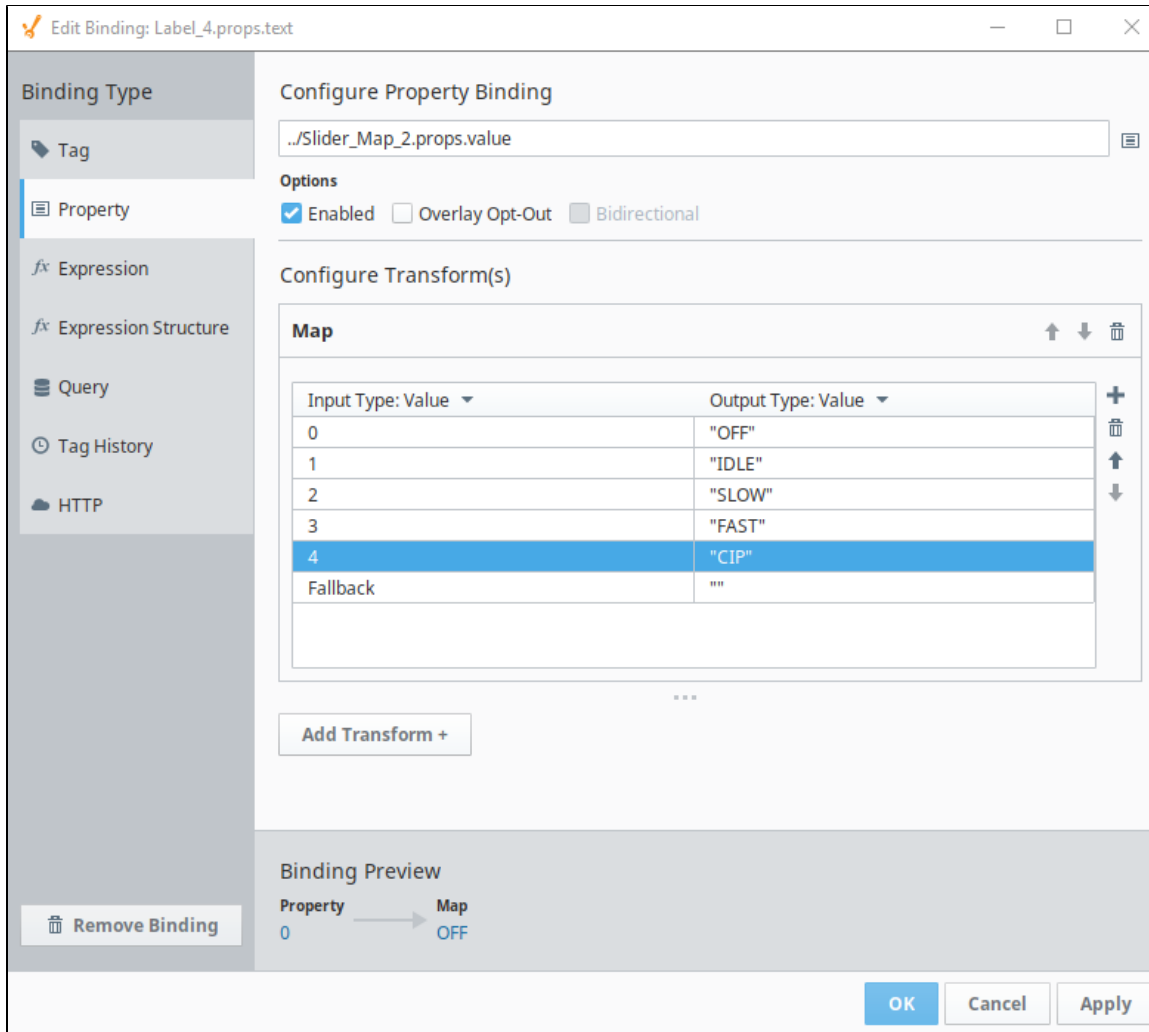 Edit Binding: Label_4.props.text
Binding Type
Tag
Property
fx Expression
fx Expression Structure
Query
Tag History
HTTP
Remove Binding
Configure Property Binding
../Slider_Map_2.props.value
Options
Enabled Overlay Opt-Out Bidirectional
Configure Transform(s)
Map
Input Type: Value Output Type: Value
0 "OFF"
1 "IDLE"
2 "SLOW"
3 "FAST"
4 "CIP"
Fallback ""
Add Transform +
Binding Preview
Property Map
0 OFF
OK Cancel Apply